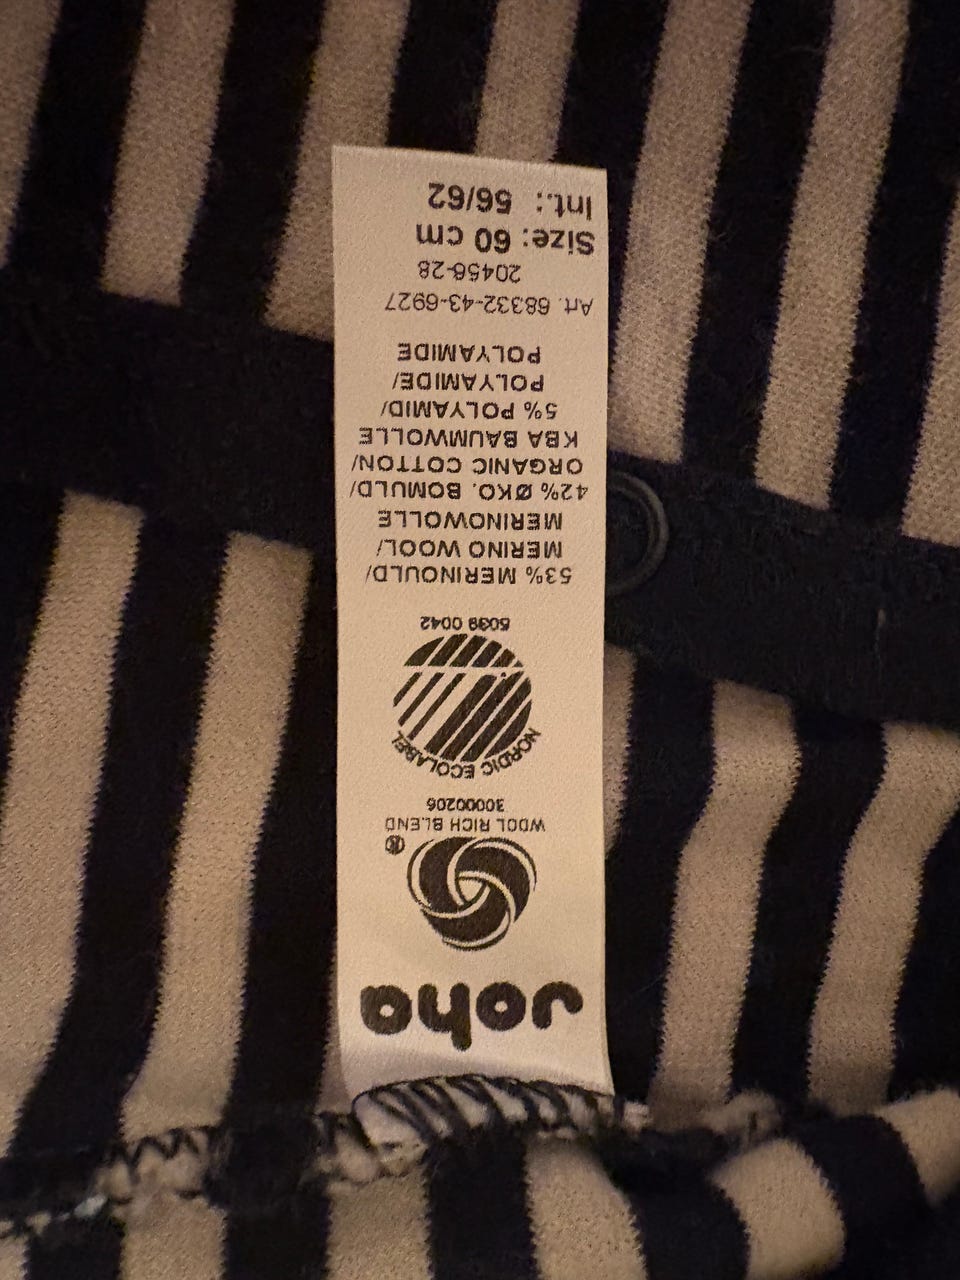 Joha
®
WOOL RICH BLEND
30000206
NORDIC ECOLABEL
5039 0042
53% MERINOULD/
MERINO WOOL/
MERINOWOLLE
42% ØKO. BOMULD/
ORGANIC COTTON/
KBA BAUMWOLLE
5% POLYAMID/
POLYAMIDE/
POLYAMIDE
Art. 68332-43-6927
20456-28
Size: 60 cm
Int.: 56/62